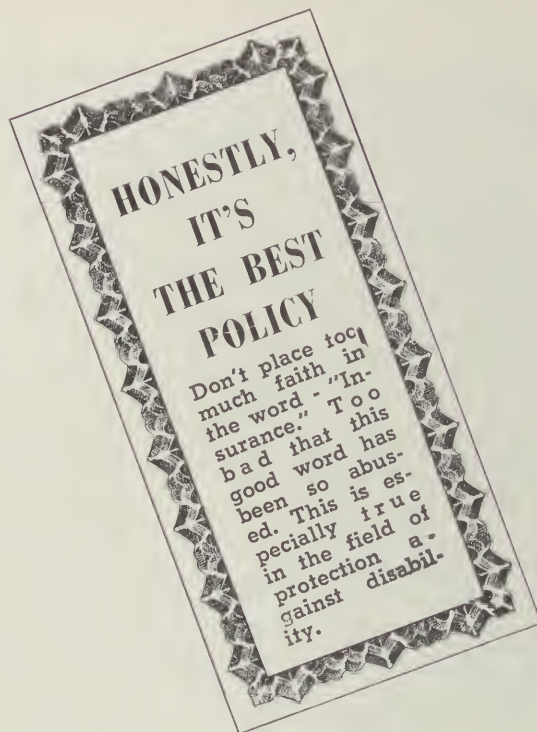 HONESTLY,
IT'S
THE BEST
POLICY
Don't place too
much faith in
the word - "In-
surance." Too
bad that this
good word has
been so abus-
ed. This is es-
pecially true
in the field of
protection a-
gainst disabil-
ity.